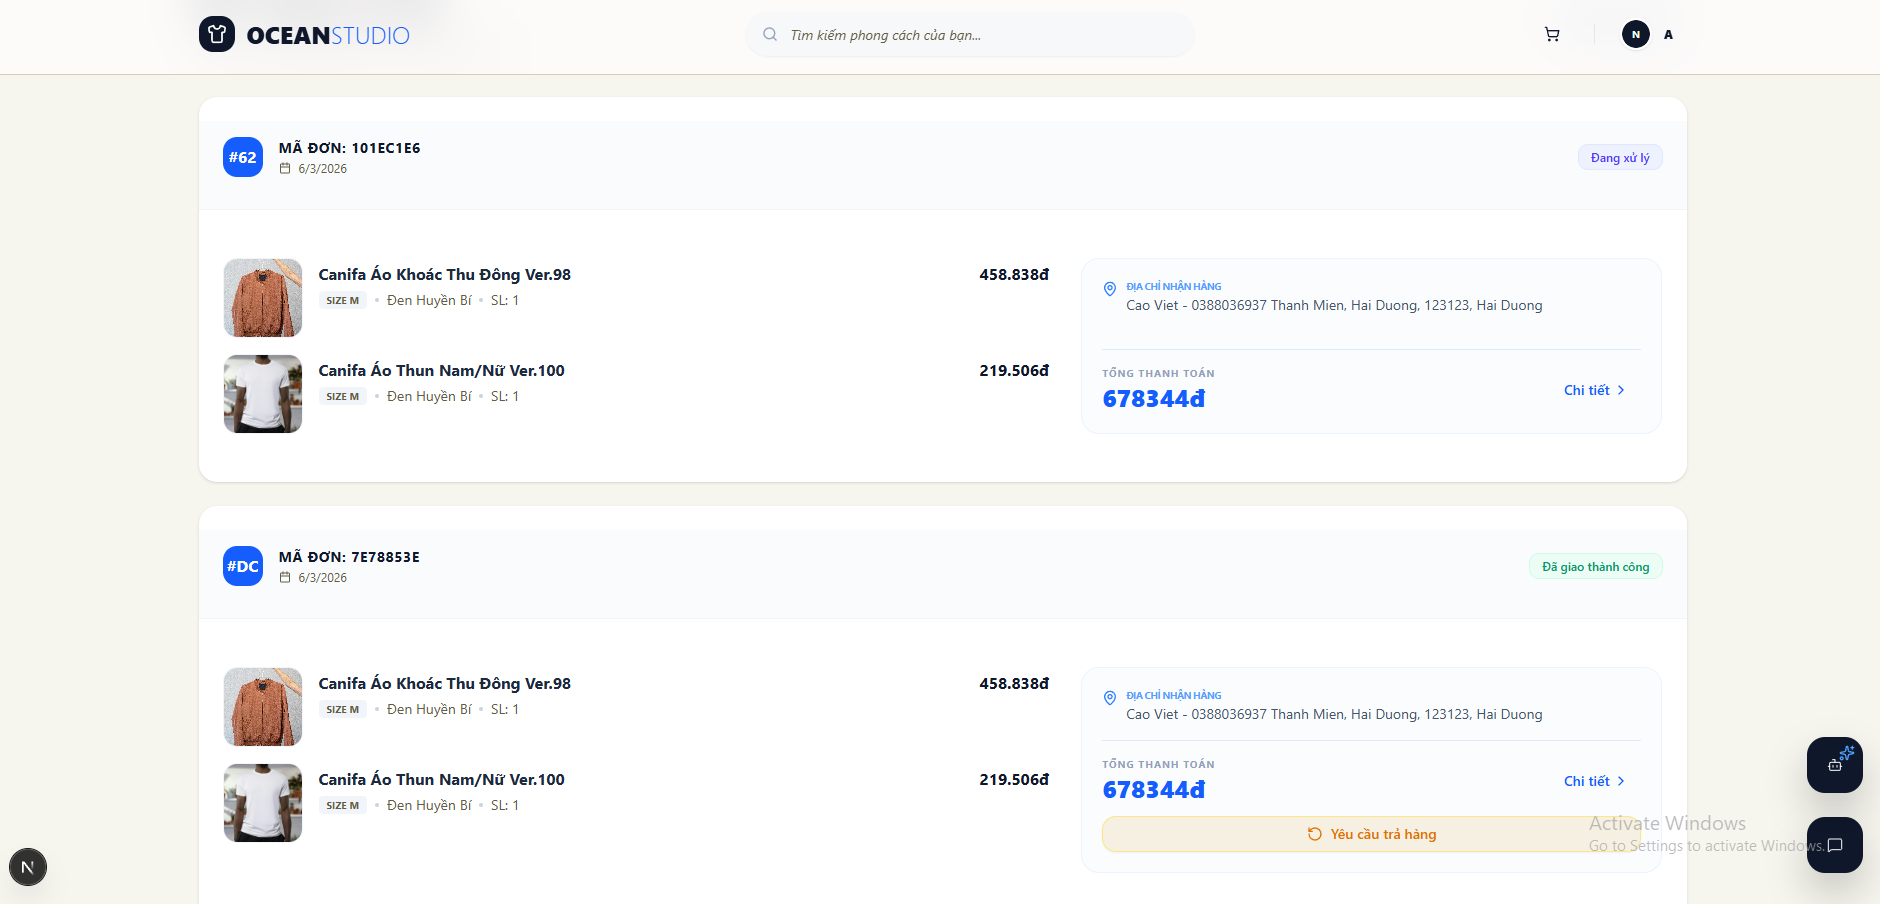 OCEANSTUDIO
Tìm kiếm phong cách của bạn...
N
A
#62
MÃ ĐƠN: 101EC1E6
6/3/2026
Đang xử lý
Canifa Áo Khoác Thu Đông Ver.98
458.838đ
SIZE M • Đen Huyền Bí • SL: 1
Canifa Áo Thun Nam/Nữ Ver.100
219.506đ
SIZE M • Đen Huyền Bí • SL: 1
ĐỊA CHỈ NHẬN HÀNG
Cao Viet - 0388036937 Thanh Mien, Hai Duong, 123123, Hai Duong
TỔNG THANH TOÁN
678344đ
Chi tiết
#DC
MÃ ĐƠN: 7E78853E
6/3/2026
Đã giao thành công
Canifa Áo Khoác Thu Đông Ver.98
458.838đ
SIZE M • Đen Huyền Bí • SL: 1
Canifa Áo Thun Nam/Nữ Ver.100
219.506đ
SIZE M • Đen Huyền Bí • SL: 1
ĐỊA CHỈ NHẬN HÀNG
Cao Viet - 0388036937 Thanh Mien, Hai Duong, 123123, Hai Duong
TỔNG THANH TOÁN
678344đ
Chi tiết
Yêu cầu trả hàng
Activate Windows
Go to Settings to activate Windows.
N